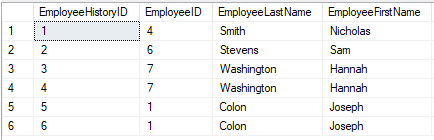 EmployeeHistoryID EmployeeID EmployeeLastName EmployeeFirstName
1 1 4 Smith Nicholas
2 2 6 Stevens Sam
3 3 7 Washington Hannah
4 4 7 Washington Hannah
5 5 1 Colon Joseph
6 6 1 Colon Joseph